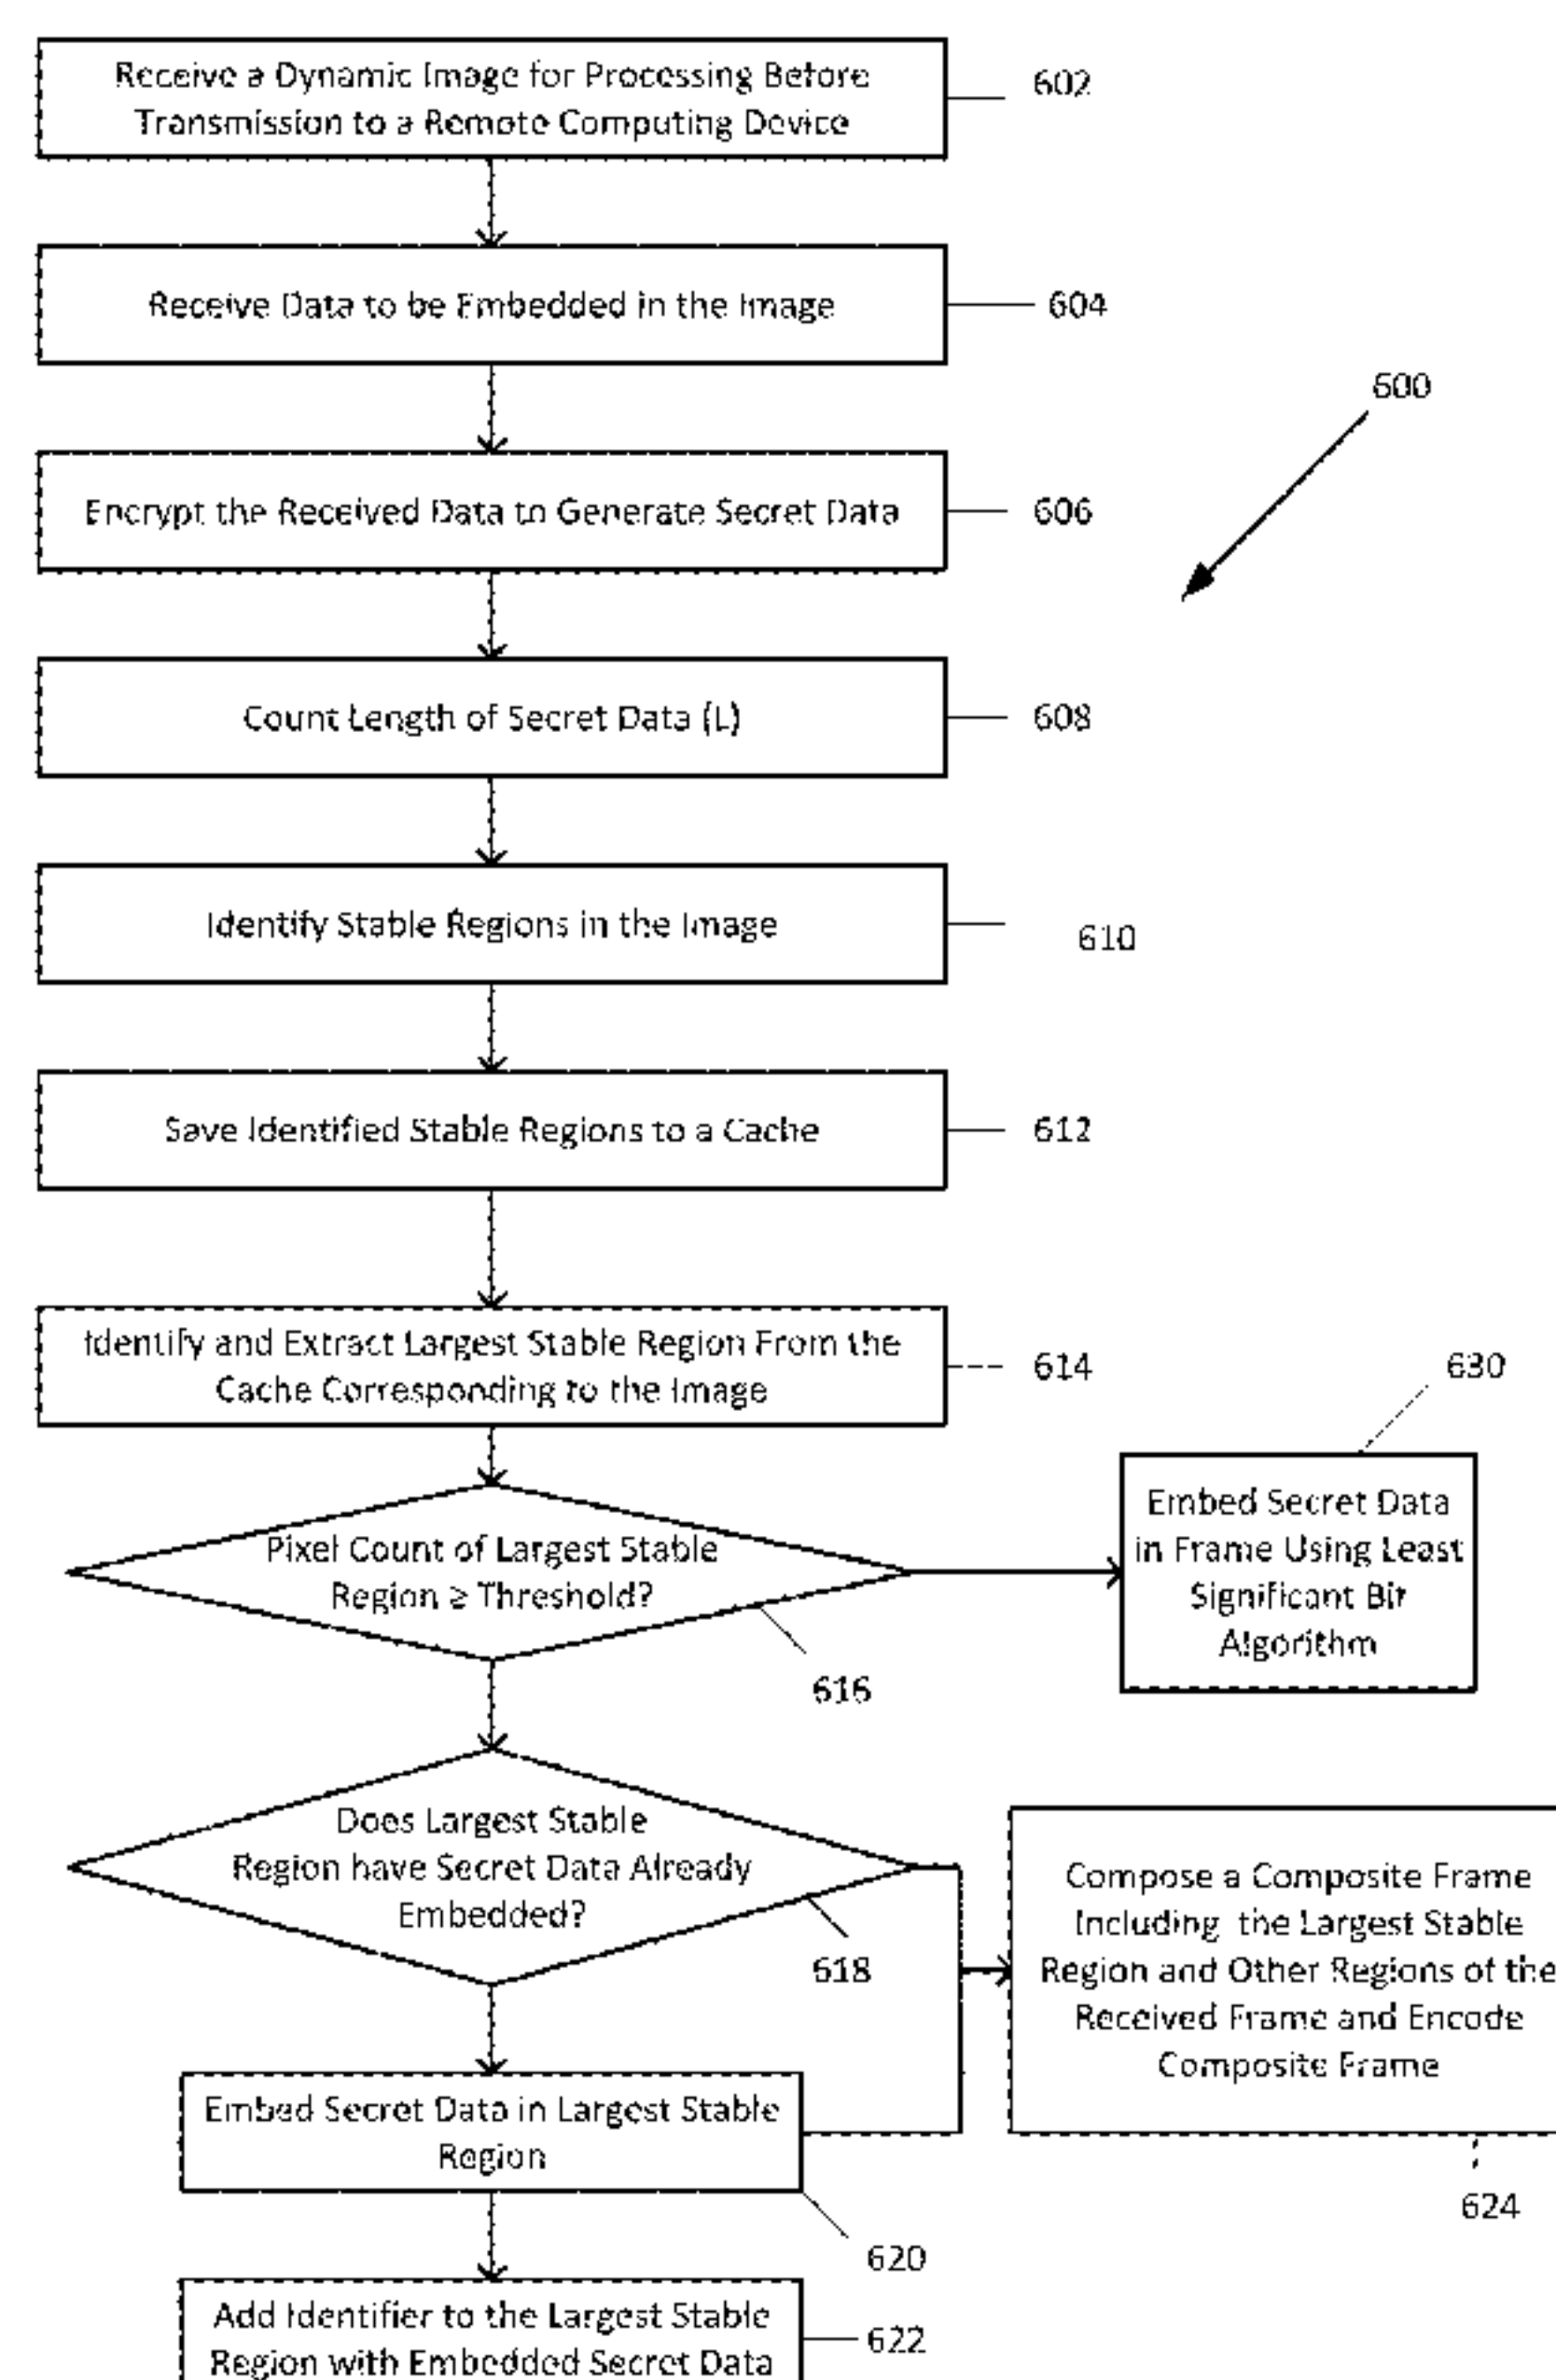 Receive a Dynamic Image for Processing Before
Transmission to a Remote Computing Device
602
Receive Data to be Embedded in the Image
604
600
Encrypt the Received Data to Generate Secret Data
606
Count Length of Secret Data (L)
608
Identify Stable Regions in the Image
610
Save Identified Stable Regions to a Cache
612
Identify and Extract Largest Stable Region From the
Cache Corresponding to the Image
614
630
Embed Secret Data
in Frame Using Least
Significant Bit
Algorithm
Pixel Count of Largest Stable
Region ≥ Threshold?
616
Does Largest Stable
Region have Secret Data Already
Embedded?
618
Compose a Composite Frame
Including the Largest Stable
Region and Other Regions of the
Received Frame and Encode
Composite Frame
624
Embed Secret Data in Largest Stable
Region
620
Add Identifier to the Largest Stable
Region with Embedded Secret Data
622